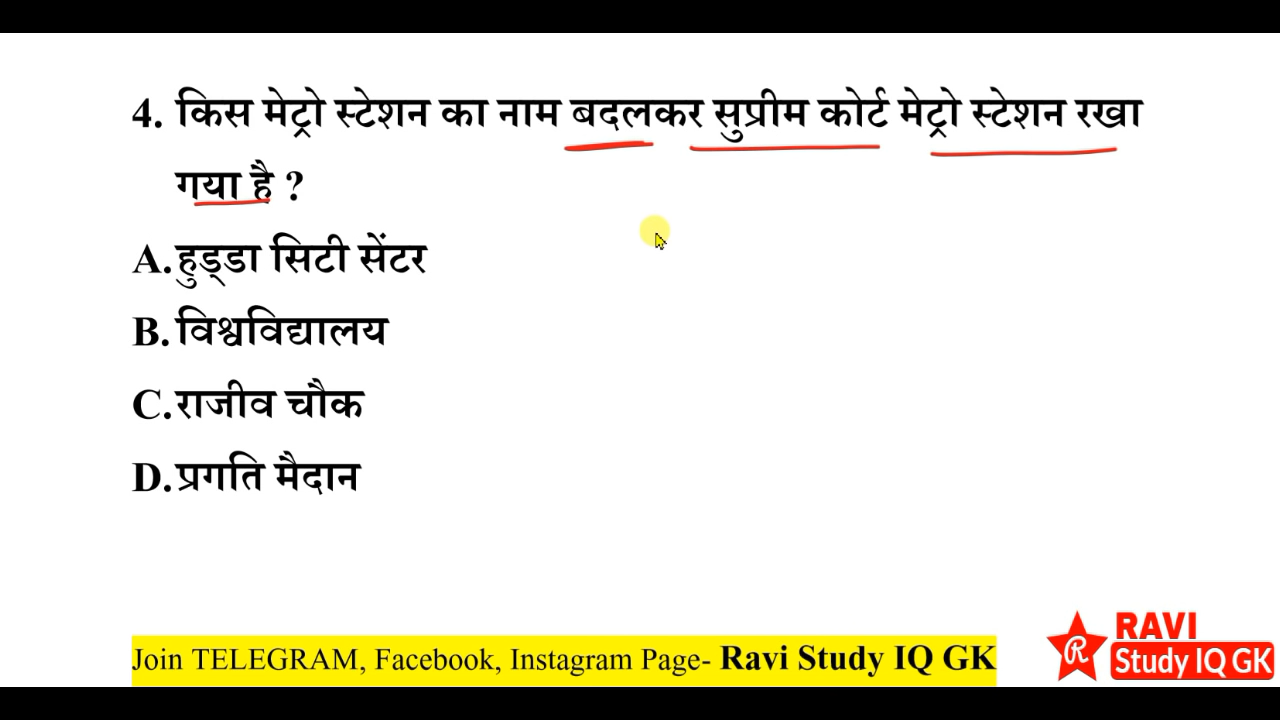 4. किस मेट्रो स्टेशन का नाम बदलकर सुप्रीम कोर्ट मेट्रो स्टेशन रखा
गया है ?
A. हुड्डा सिटी सेंटर
B. विश्वविद्यालय
C. राजीव चौक
D. प्रगति मैदान
Join TELEGRAM, Facebook, Instagram Page- Ravi Study IQ GK
R
RAVI
Study IQ GK